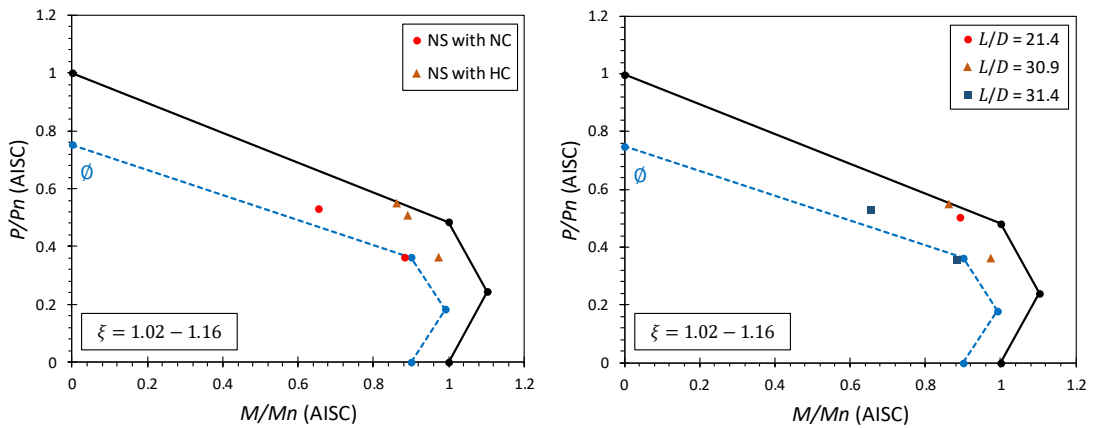 1.2
1
0.8
0.6
0.4
0.2
0
P/Pn (AISC)
NS with NC
NS with HC
∅
ξ = 1.02 − 1.16
0 0.2 0.4 0.6 0.8 1 1.2
M/Mn (AISC)
1.2
1
0.8
0.6
0.4
0.2
0
P/Pn (AISC)
L/D = 21.4
L/D = 30.9
L/D = 31.4
∅
ξ = 1.02 − 1.16
0 0.2 0.4 0.6 0.8 1 1.2
M/Mn (AISC)